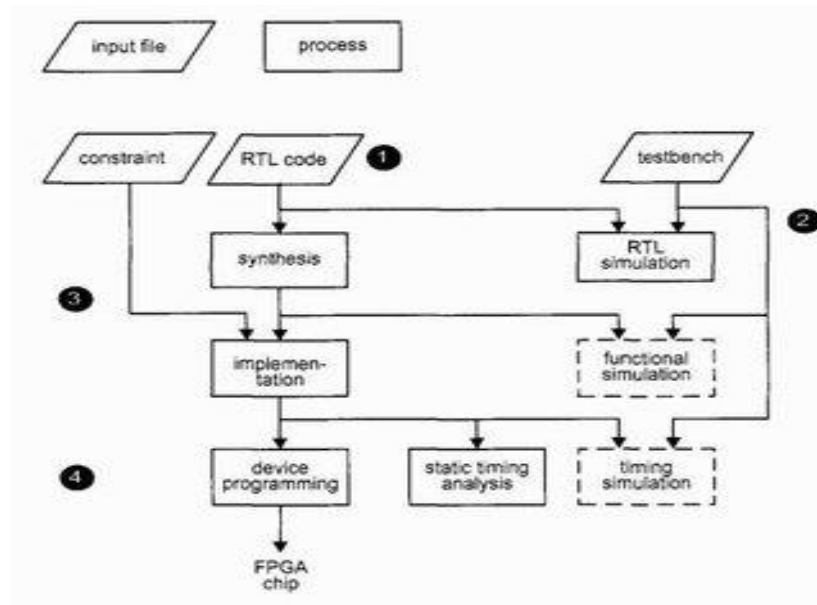 input file
process
constraint
RTL code
1
testbench
2
synthesis
RTL
simulation
3
implemen-
tation
functional
simulation
4
device
programming
static timing
analysis
timing
simulation
FPGA
chip